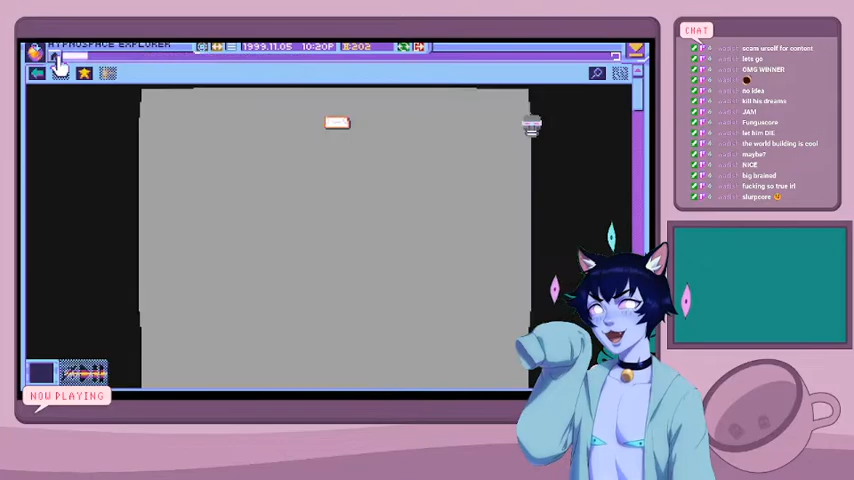 HYPNOSPACE EXPLORER
1999.11.05 10:20P E:202
CHAT
scam urself for content
lets go
OMG WINNER
no idea
kill his dreams
JAM
Funguscore
let him DIE
the world building is cool
maybe?
NICE
big brained
fucking so true irl
slurpcore
NOW PLAYING